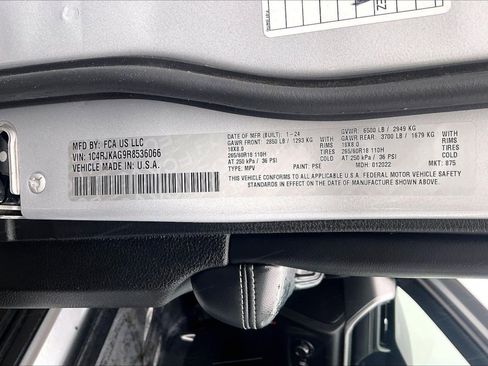 MFD BY: FCA US LLC
VIN: 1C4RJKAG9R8536066
VEHICLE MADE IN: U.S.A.
DATE OF MFR (BUILT): 1-24
GAWR FRONT: 2850 LB / 1293 KG WITH
18X8.0 RIMS
265/60R18 110H TIRES
AT 250 kPa / 36 PSI COLD
TYPE: MPV
GVWR: 6500 LB / 2949 KG
GAWR REAR: 3700 LB / 1679 KG WITH
18X8.0 RIMS
265/60R18 110H TIRES
AT 250 kPa / 36 PSI COLD
MDH: 012022 MKT: 875
THIS VEHICLE CONFORMS TO ALL APPLICABLE U.S.A. FEDERAL MOTOR VEHICLE SAFETY
STANDARDS IN EFFECT ON THE DATE OF MANUFACTURE SHOWN ABOVE.